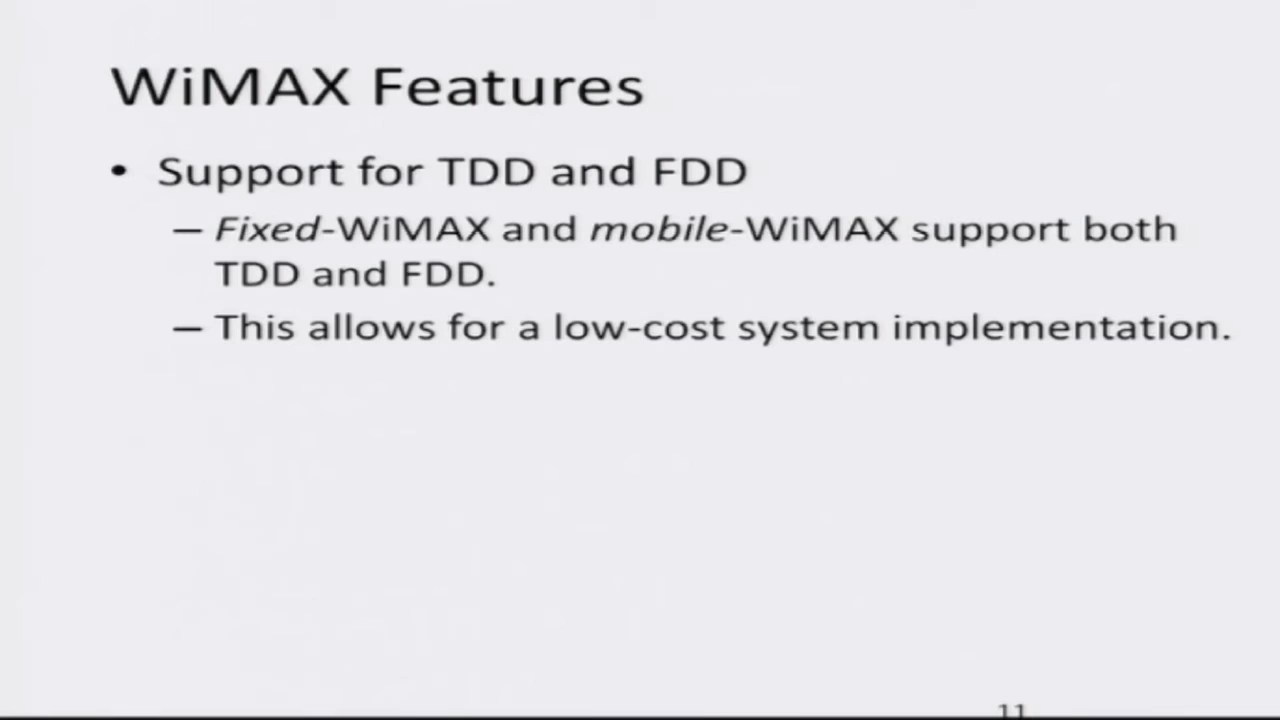 WiMAX Features
• Support for TDD and FDD
– Fixed-WiMAX and mobile-WiMAX support both
TDD and FDD.
– This allows for a low-cost system implementation.
11